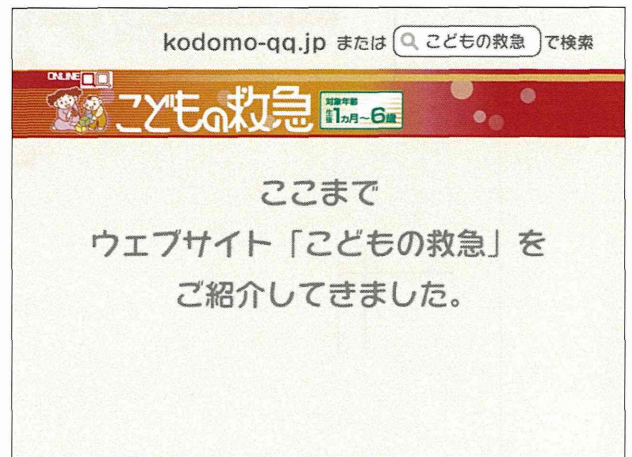 kodomo-qq.jp または こどもの救急 で検索
ONLINE QQ
こどもの救急
対象年齢
生後1ヵ月~6歳
ここまで
ウェブサイト「こどもの救急」を
ご紹介してきました。